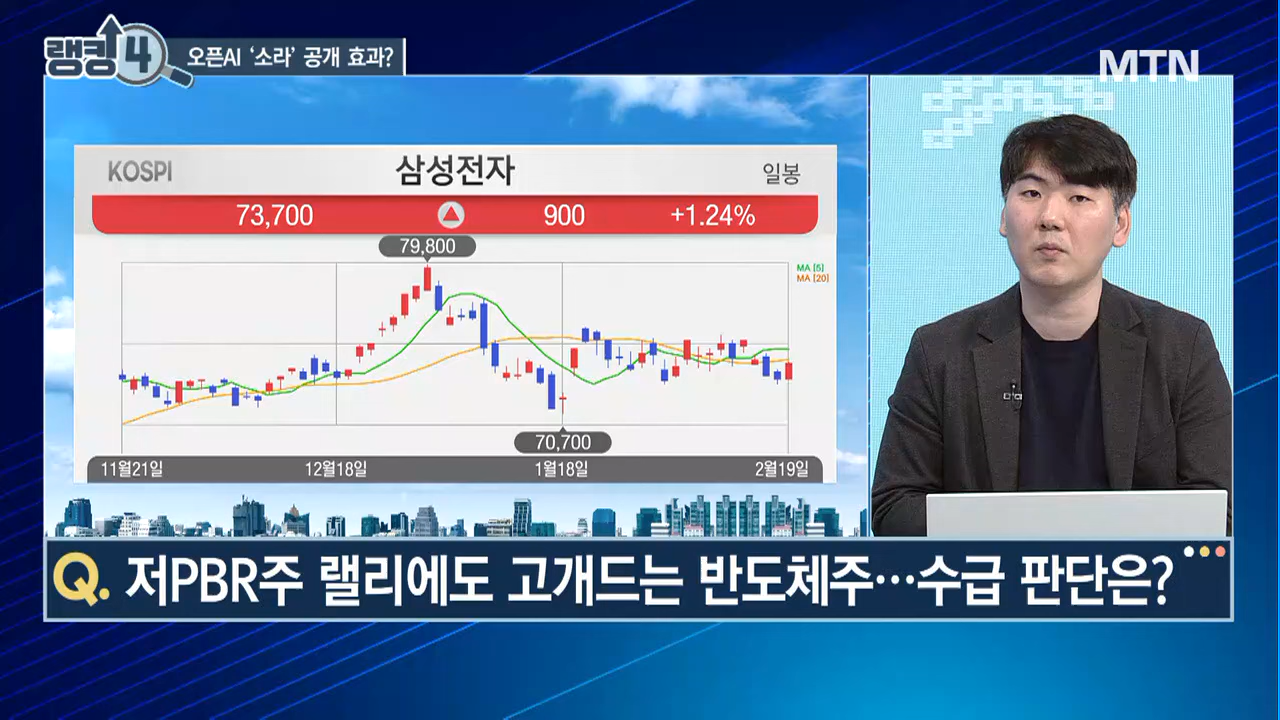 랭킹4
오픈AI '소라' 공개 효과?
MTN
KOSPI 삼성전자 일봉
73,700 900 +1.24%
79,800
MA [5]
MA [20]
70,700
11월21일 12월18일 1월18일 2월19일
Q. 저PBR주 랠리에도 고개드는 반도체주…수급 판단은?